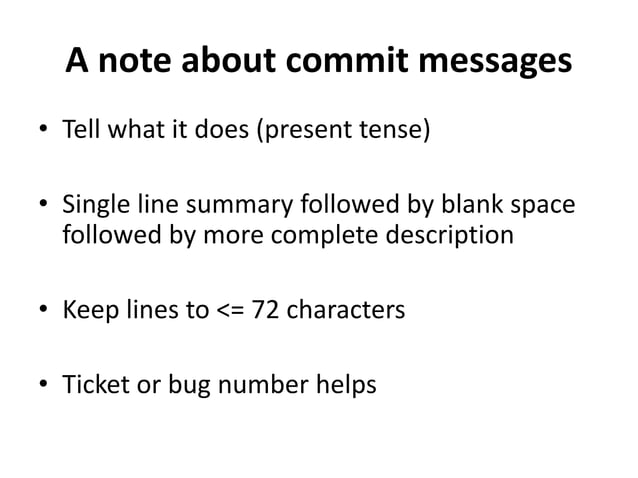 A note about commit messages
• Tell what it does (present tense)
• Single line summary followed by blank space
followed by more complete description
• Keep lines to <= 72 characters
• Ticket or bug number helps